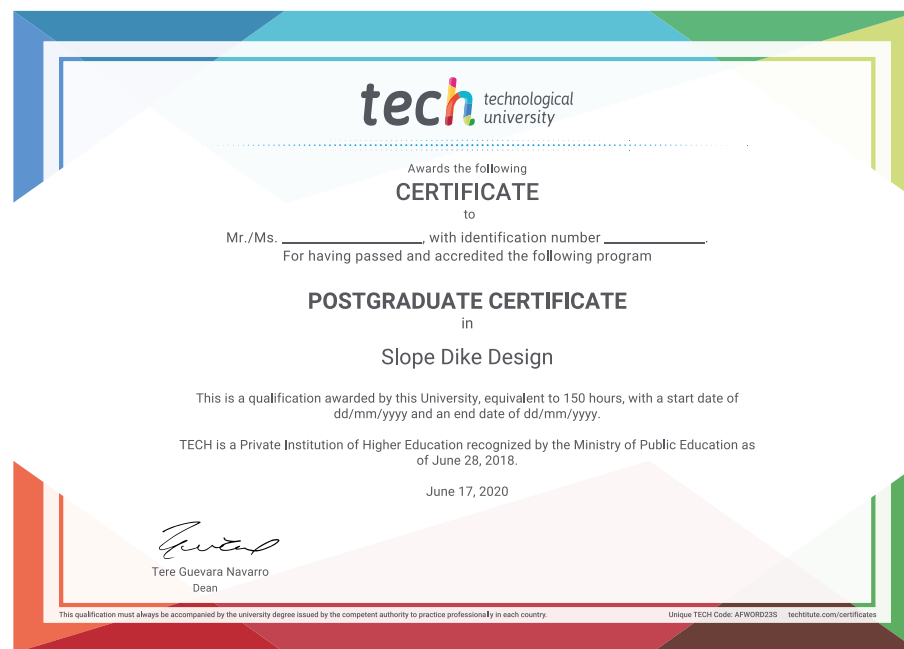 tech technological
university
Awards the following
CERTIFICATE
to
Mr./Ms. ____________________, with identification number ______________.
For having passed and accredited the following program
POSTGRADUATE CERTIFICATE
in
Slope Dike Design
This is a qualification awarded by this University, equivalent to 150 hours, with a start date of
dd/mm/yyyy and an end date of dd/mm/yyyy.
TECH is a Private Institution of Higher Education recognized by the Ministry of Public Education as
of June 28, 2018.
June 17, 2020
Tere Guevara Navarro
Dean
This qualification must always be accompanied by the university degree issued by the competent authority to practice professionally in each country. Unique TECH Code: AFWORD23S techtitute.com/certificates